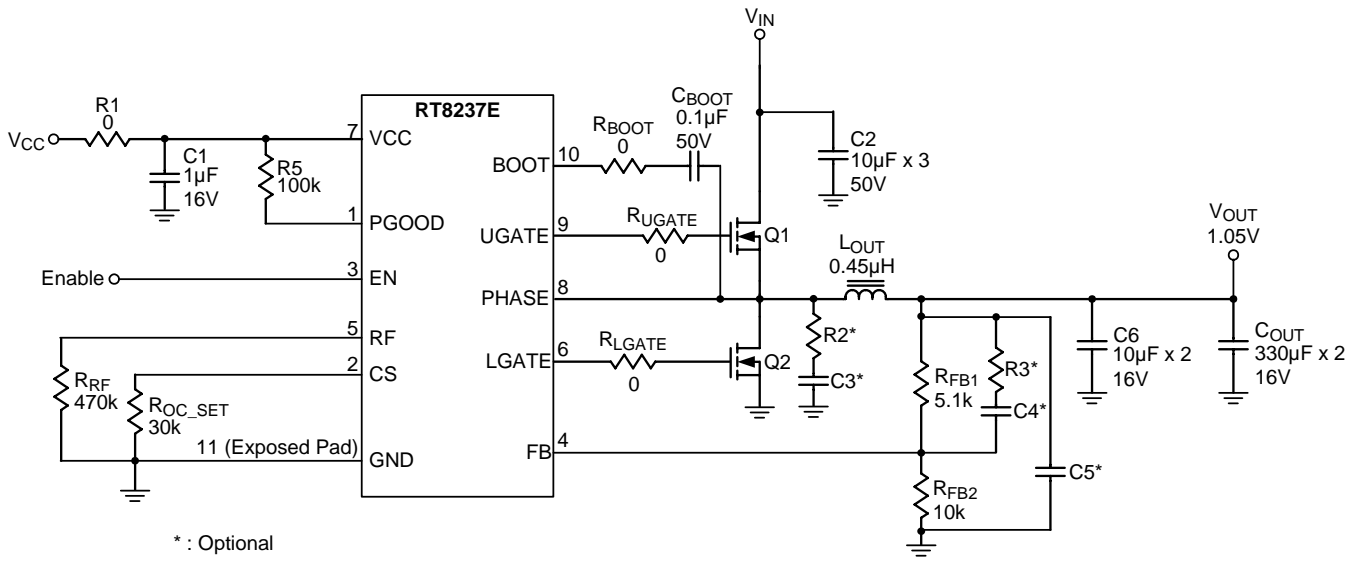 VIN
RT8237E
VCC
R1
0
C1
1µF
16V
R5
100k
7
VCC
1
PGOOD
Enable
3
EN
5
RF
2
CS
RRF
470k
ROC_SET
30k
11 (Exposed Pad)
GND
BOOT
10
RBOOT
0
CBOOT
0.1µF
50V
C2
10µF x 3
50V
UGATE
9
RUGATE
0
Q1
PHASE
8
LOUT
0.45µH
VOUT
1.05V
LGATE
6
RLGATE
0
Q2
R2*
C3*
RFB1
5.1k
R3*
C4*
C6
10µF x 2
16V
COUT
330µF x 2
16V
FB
4
C5*
RFB2
10k
* : Optional